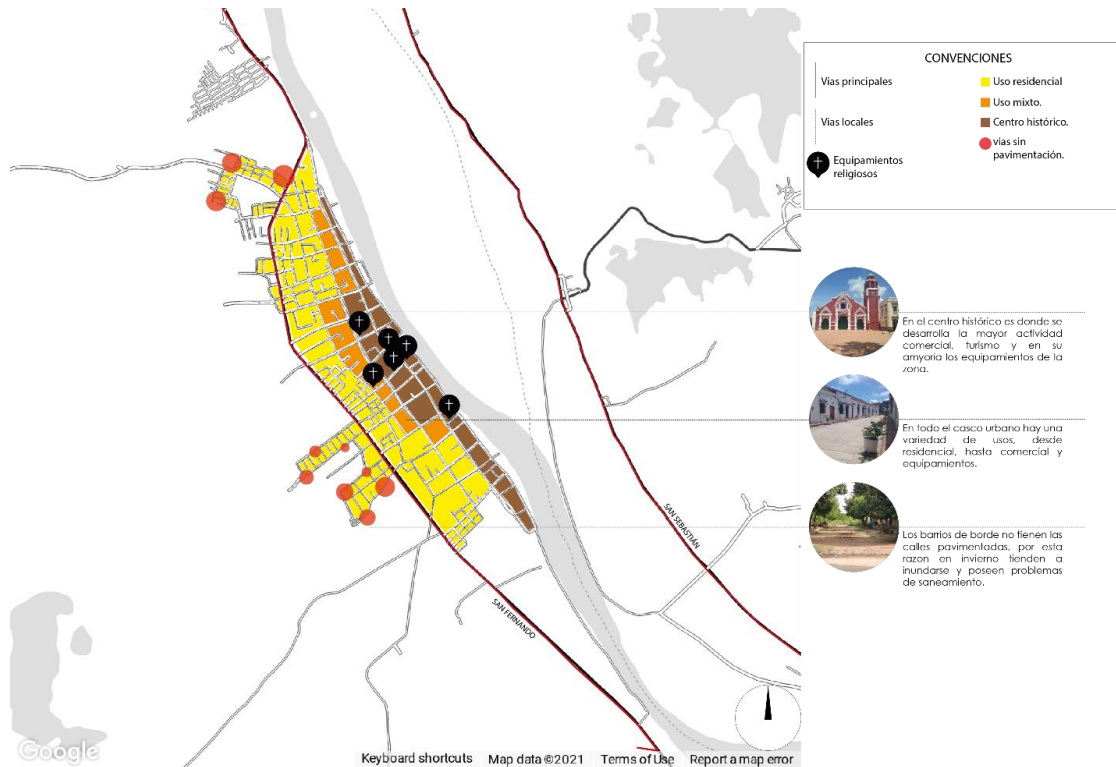 CONVENCIONES
Vias principales
Vias locales
Equipamientos
religiosos
Uso residencial
Uso mixto.
Centro histórico.
vias sin
pavimentación.
En el centro histórico es donde se
desarrolla la mayor actividad
comercial, turismo y en su
amyoria los equipamientos de la
zona.
En todo el casco urbano hay una
variedad de usos, desde
residencial, hasta comercial y
equipamientos.
Los barrios de borde no tienen las
calles pavimentadas, por esta
razon en invierno tienden a
inundarse y poseen problemas
de saneamiento.
SAN SEBASTIÁN
SAN FERNANDO
Google
Keyboard shortcuts
Map data ©2021
Terms of Use
Report a map error